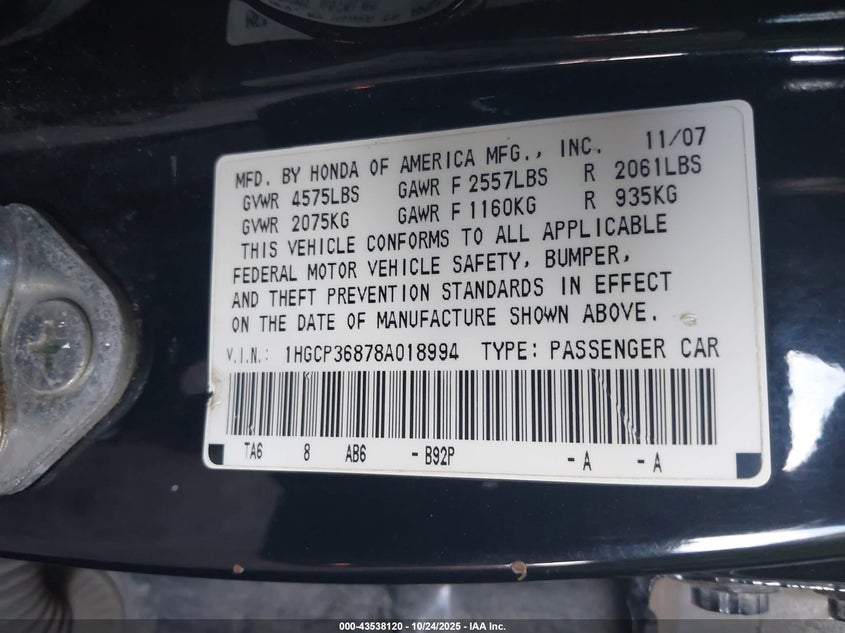 MFD. BY HONDA OF AMERICA MFG., INC. 11/07
GVWR 4575LBS GAWR F 2557LBS R 2061LBS
GVWR 2075KG GAWR F 1160KG R 935KG
THIS VEHICLE CONFORMS TO ALL APPLICABLE
FEDERAL MOTOR VEHICLE SAFETY, BUMPER,
AND THEFT PREVENTION STANDARDS IN EFFECT
ON THE DATE OF MANUFACTURE SHOWN ABOVE.
V.I.N.: 1HGCP36878A018994 TYPE: PASSENGER CAR
TA6 8 AB6 -B92P -A -A
000-43538120 - 10/24/2025 - IAA Inc.